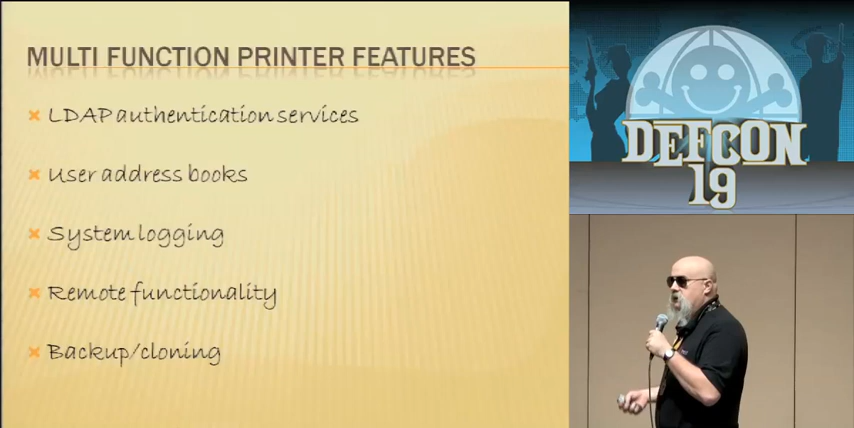 MULTI FUNCTION PRINTER FEATURES
LDAP authentication services
User address books
System logging
Remote functionality
Backup/cloning
DEFCON
19